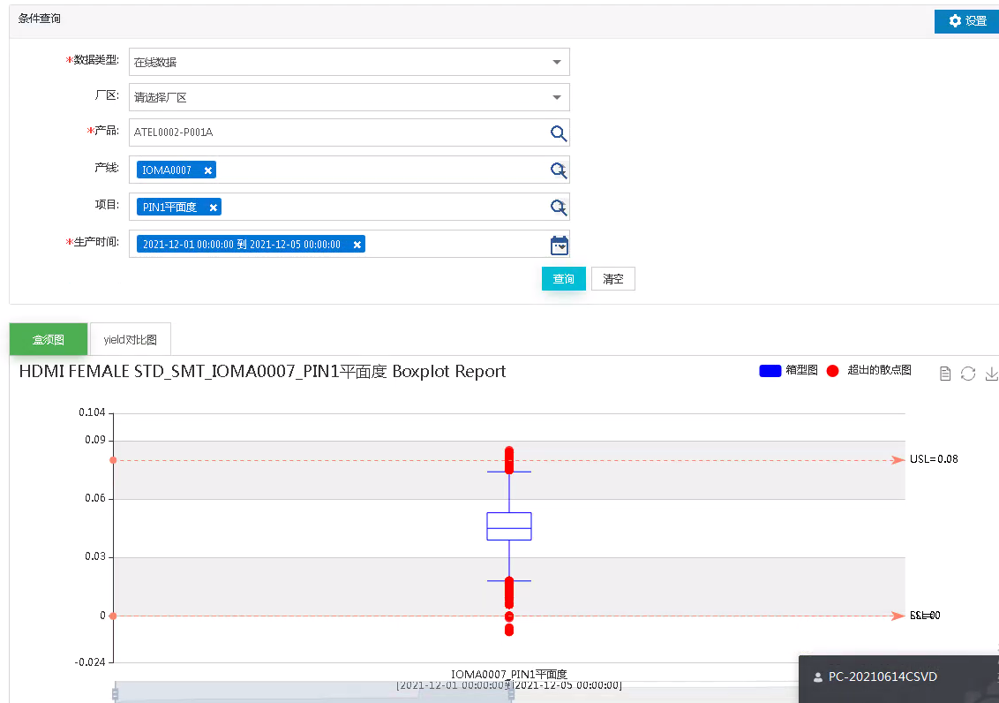 条件查询
设置
*数据类型: 在线数据
厂区: 请选择厂区
*产品: ATEL0002-P001A
产线: IOMA0007 ×
项目: PIN1平面度 ×
*生产时间: 2021-12-01 00:00:00 到 2021-12-05 00:00:00 ×
查询 清空
盒须图 yield对比图
HDMI FEMALE STD_SMT_IOMA0007_PIN1平面度 Boxplot Report
箱型图 超出的散点图
0.104
0.09
USL=0.08
0.06
0.03
0
-0.024
IOMA0007_PIN1平面度
[2021-12-01 00:00:00到2021-12-05 00:00:00]
PC-20210614CSVD